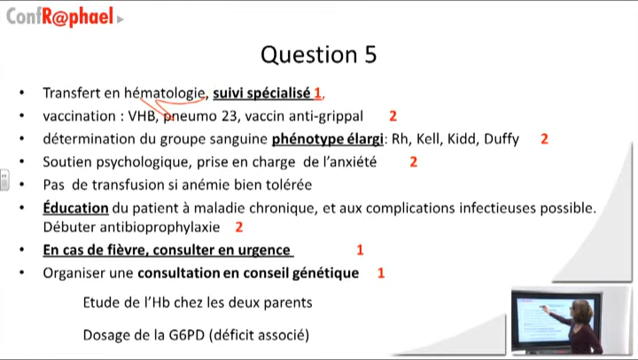 ConfR@phael
Question 5
• Transfert en hématologie, suivi spécialisé 1.
• vaccination : VHB, pneumo 23, vaccin anti-grippal 2
• détermination du groupe sanguine phénotype élargi: Rh, Kell, Kidd, Duffy 2
• Soutien psychologique, prise en charge de l'anxiété 2
• Pas de transfusion si anémie bien tolérée
• Éducation du patient à maladie chronique, et aux complications infectieuses possible.
Débuter antibioprophylaxie 2
• En cas de fièvre, consulter en urgence 1
• Organiser une consultation en conseil génétique 1
Etude de l'Hb chez les deux parents
Dosage de la G6PD (déficit associé)